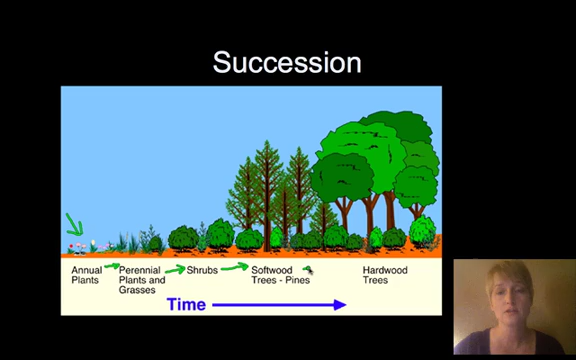 Succession
Annual
Plants
Perennial
Plants and
Grasses
Shrubs
Softwood
Trees - Pines
Hardwood
Trees
Time